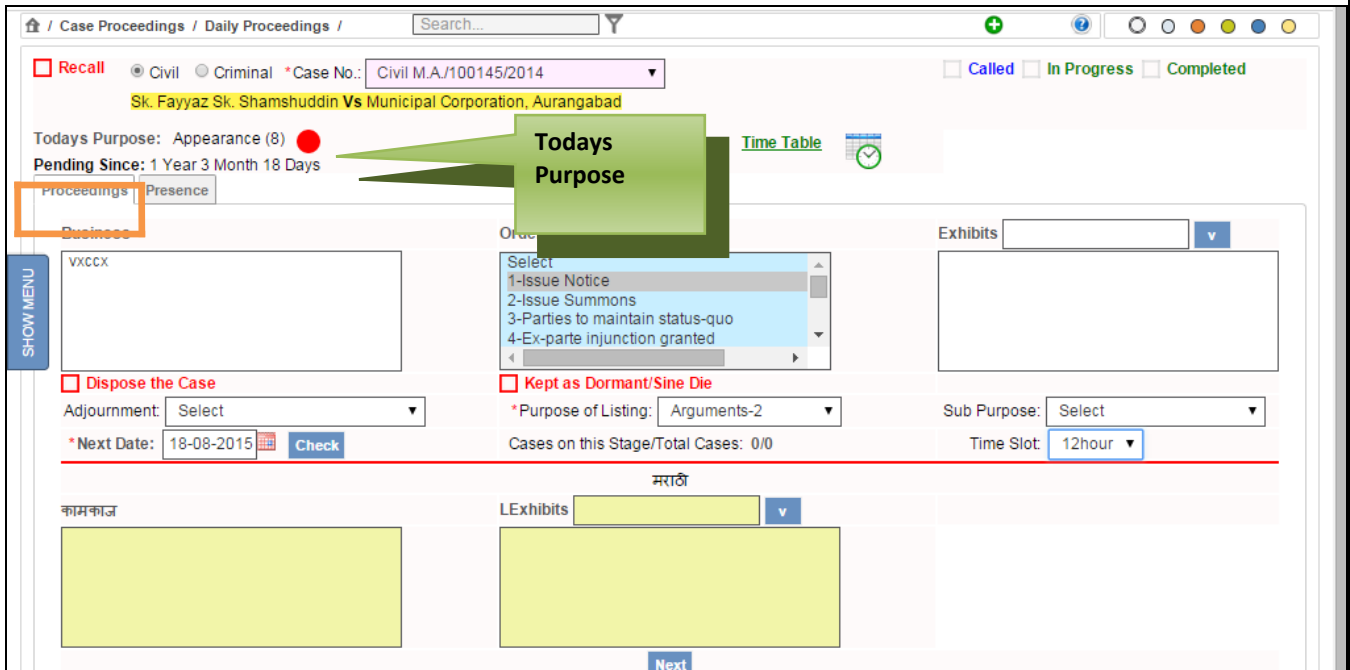 / Case Proceedings / Daily Proceedings / Search...
Recall Civil Criminal *Case No.: Civil M.A./100145/2014 Called In Progress Completed
Sk. Fayyaz Sk. Shamshuddin Vs Municipal Corporation, Aurangabad
Todays Purpose: Appearance (8) Todays Purpose Time Table
Pending Since: 1 Year 3 Month 18 Days
Proceedings Presence
Business Exhibits v
vxccx
Select
1-Issue Notice
2-Issue Summons
3-Parties to maintain status-quo
4-Ex-parte injunction granted
SHOW MENU
Dispose the Case Kept as Dormant/Sine Die
Adjournment: Select *Purpose of Listing: Arguments-2 Sub Purpose: Select
*Next Date: 18-08-2015 Check Cases on this Stage/Total Cases: 0/0 Time Slot: 12hour
मराठी
कामकाज LExhibits v
Next